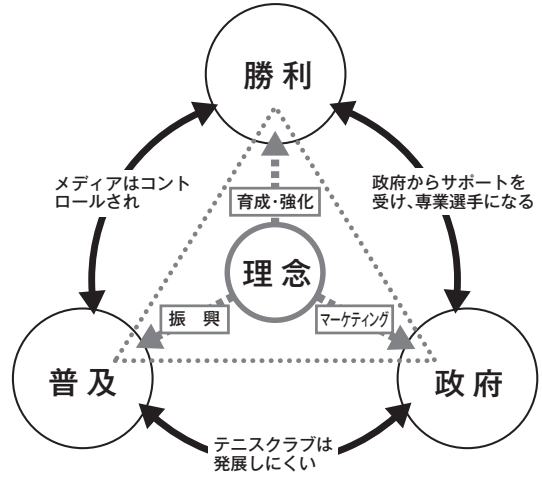 勝利
メディアはコント
ロールされ
政府からサポートを
受け、専業選手になる
育成・強化
理念
振 興
マーケティング
普及
政府
テニスクラブは
発展しにくい